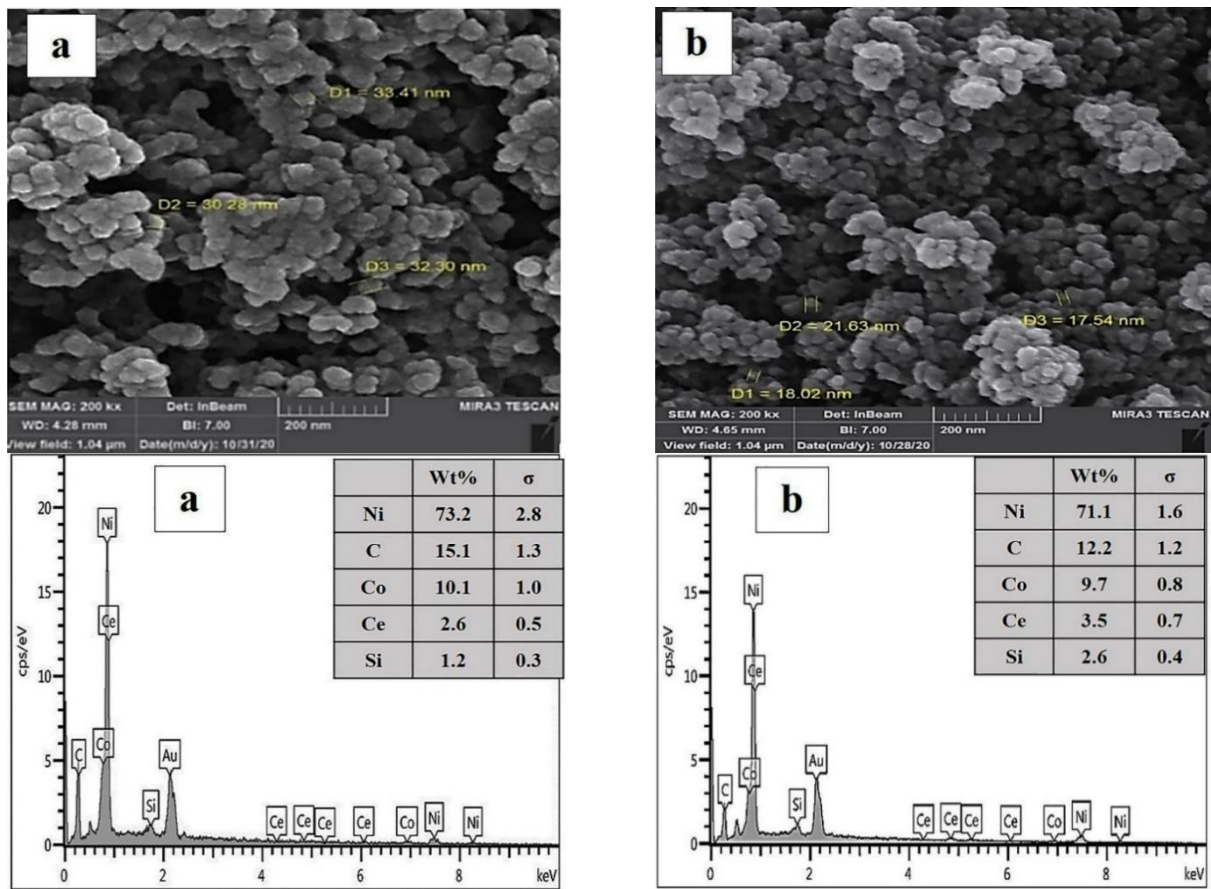 a
D1 = 33.41 nm
D2 = 30.28 nm
D3 = 32.30 nm
SEM MAG: 200 kx Det: InBeam MIRA3 TESCAN
WD: 4.28 mm BI: 7.00 200 nm
View field: 1.04 µm Date(m/d/y): 10/31/20
b
D2 = 21.63 nm
D3 = 17.54 nm
D1 = 18.02 nm
SEM MAG: 200 kx Det: InBeam MIRA3 TESCAN
WD: 4.65 mm BI: 7.00 200 nm
View field: 1.04 µm Date(m/d/y): 10/28/20
a
Wt% σ
Ni 73.2 2.8
C 15.1 1.3
Co 10.1 1.0
Ce 2.6 0.5
Si 1.2 0.3
cps/eV
20
15
10
5
0
Ni
Ce
C Co Au
Si
Ce Ce Ce Ce Co Ni Ni
0 2 4 6 8 keV
b
Wt% σ
Ni 71.1 1.6
C 12.2 1.2
Co 9.7 0.8
Ce 3.5 0.7
Si 2.6 0.4
cps/eV
20
15
10
5
0
Ni
Ce
Co Au
C Si
Ce Ce Ce Ce Co Ni Ni
0 2 4 6 8 keV